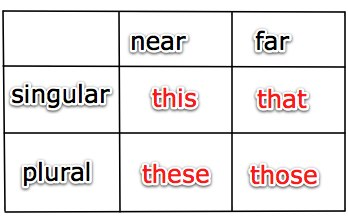 near far
singular this that
plural these those